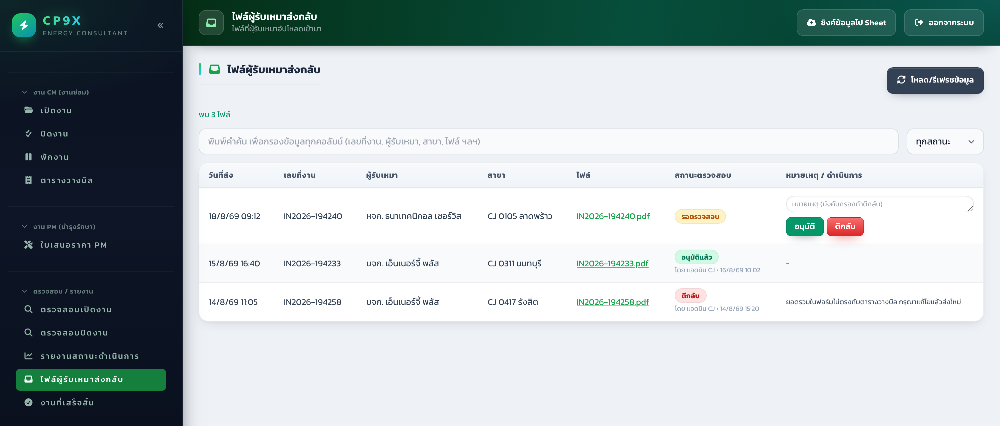 CP9X
ENERGY CONSULTANT
งาน CM (งานซ่อม)
เปิดงาน
ปิดงาน
พักงาน
ตารางวางบิล
งาน PM (บำรุงรักษา)
ใบเสนอราคา PM
ตรวจสอบ / รายงาน
ตรวจสอบเปิดงาน
ตรวจสอบปิดงาน
รายงานสถานะดำเนินการ
ไฟล์ผู้รับเหมาส่งกลับ
งานที่เสร็จสิ้น
ไฟล์ผู้รับเหมาส่งกลับ
ไฟล์ที่ผู้รับเหมาอัปโหลดเข้ามา
ซิงค์ข้อมูลไป Sheet
ออกจากระบบ
ไฟล์ผู้รับเหมาส่งกลับ
โหลด/รีเฟรชข้อมูล
พบ 3 ไฟล์
พิมพ์คำค้น เพื่อกรองข้อมูลทุกคอลัมน์ (เลขที่งาน, ผู้รับเหมา, สาขา, ไฟล์ ฯลฯ)
ทุกสถานะ
วันที่ส่ง เลขที่งาน ผู้รับเหมา สาขา ไฟล์ สถานะตรวจสอบ หมายเหตุ / ดำเนินการ
18/8/69 09:12 IN2026-194240 หจก. ธนาเทคนิคอล เซอร์วิส CJ 0105 ลาดพร้าว IN2026-194240.pdf รอตรวจสอบ
หมายเหตุ (บังคับกรอกถ้าตีกลับ)
อนุมัติ ตีกลับ
15/8/69 16:40 IN2026-194233 บจก. เอ็นเนอร์จี้ พลัส CJ 0311 นนทบุรี IN2026-194233.pdf อนุมัติแล้ว -
โดย แอดมิน CJ • 16/8/69 10:02
14/8/69 11:05 IN2026-194258 บจก. เอ็นเนอร์จี้ พลัส CJ 0417 รังสิต IN2026-194258.pdf ตีกลับ ยอดรวมในฟอร์มไม่ตรงกับตารางวางบิล กรุณาแก้ไขแล้วส่งใหม่
โดย แอดมิน CJ • 14/8/69 15:20